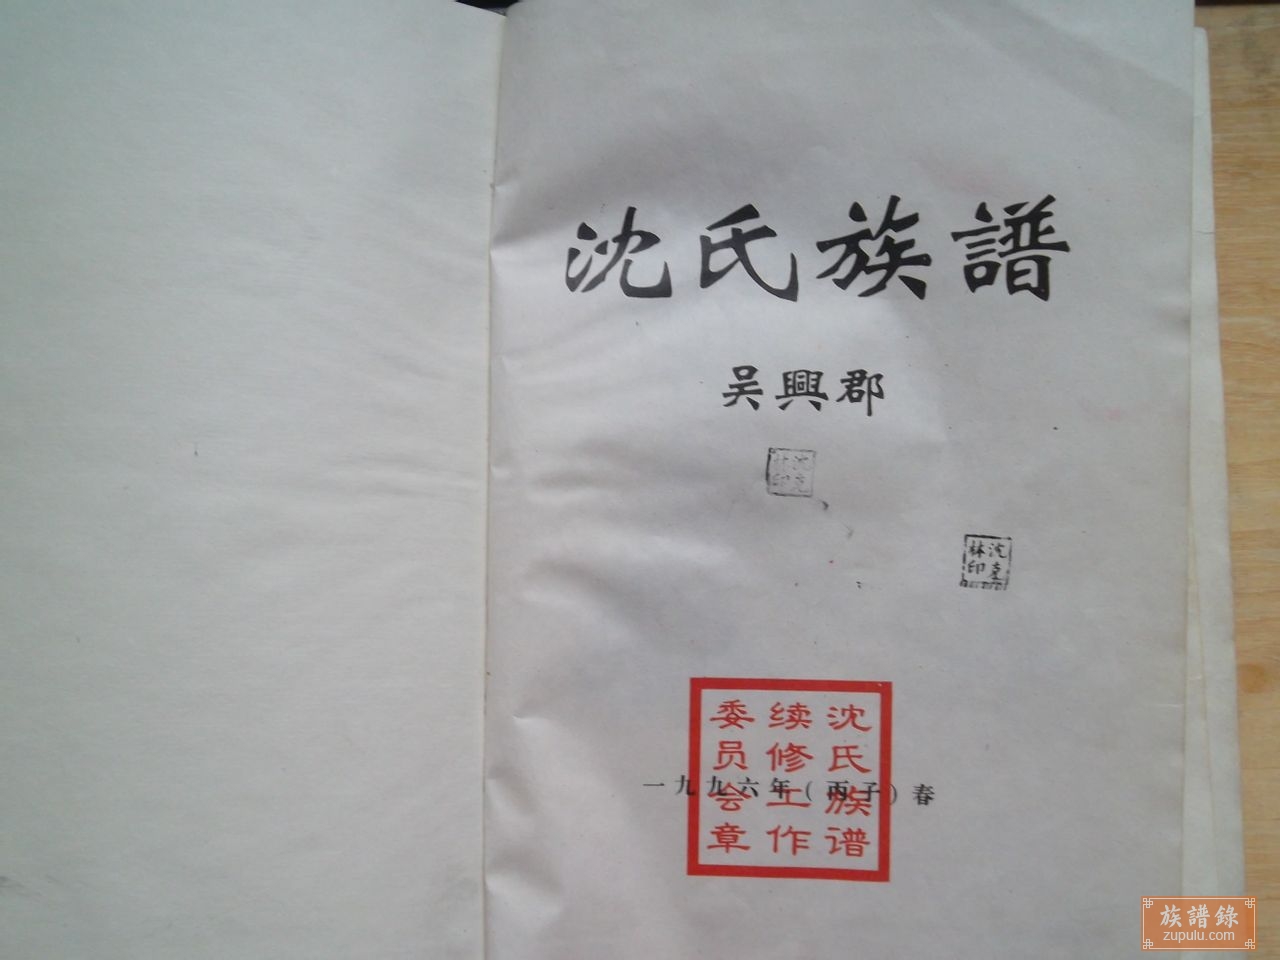 沈氏族譜
吴興郡
沈
林印
沈
林印
沈氏族谱
续修工作
委员会章
一九九六年（丙子）春
族譜錄
zupulu.com